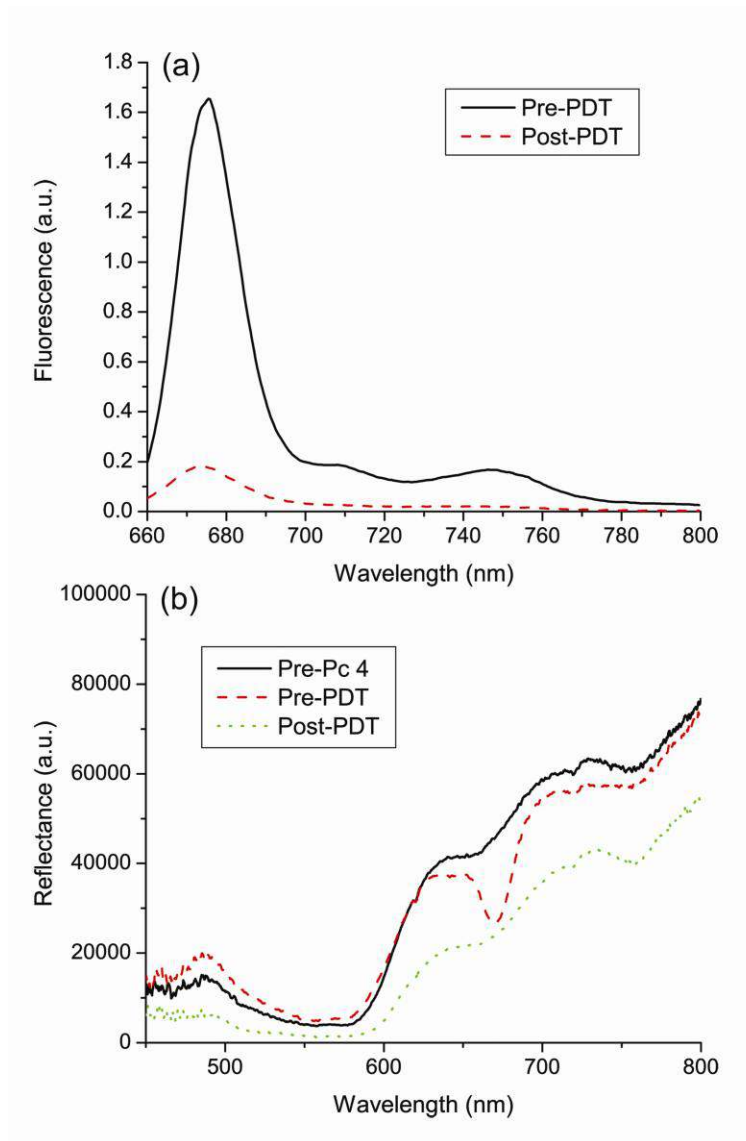 (a)
1.8
1.6
1.4
1.2
1.0
0.8
0.6
0.4
0.2
0.0
Fluorescence (a.u.)
Pre-PDT
Post-PDT
660 680 700 720 740 760 780 800
Wavelength (nm)
(b)
100000
80000
60000
40000
20000
0
Reflectance (a.u.)
Pre-Pc 4
Pre-PDT
Post-PDT
500 600 700 800
Wavelength (nm)